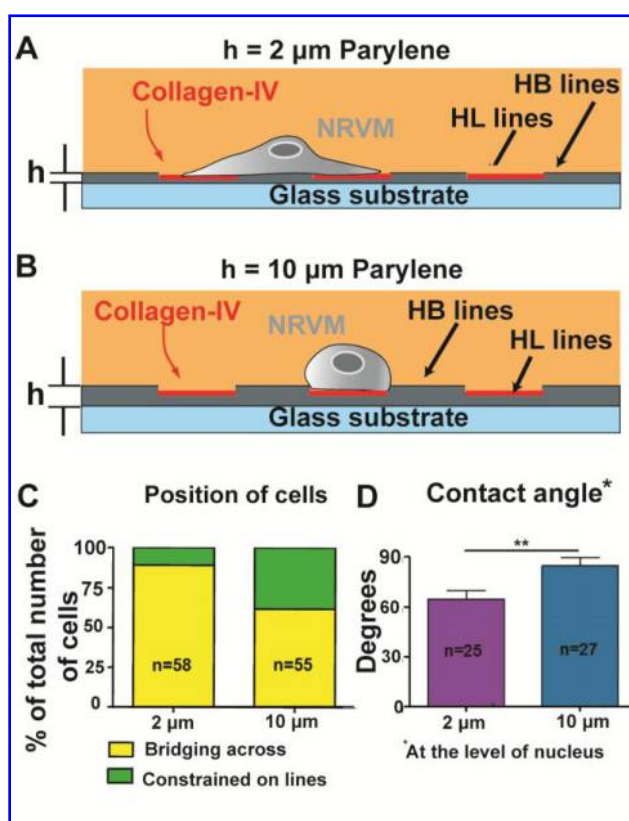 A
h = 2 µm Parylene
Collagen-IV
NRVM
HB lines
HL lines
h
Glass substrate
B
h = 10 µm Parylene
Collagen-IV
NRVM
HB lines
HL lines
h
Glass substrate
C
Position of cells
% of total number
of cells
100
75
50
25
0
n=58
n=55
2 µm
10 µm
Bridging across
Constrained on lines
D
Contact angle*
Degrees
90
60
30
0
**
n=25
n=27
2 µm
10 µm
*At the level of nucleus